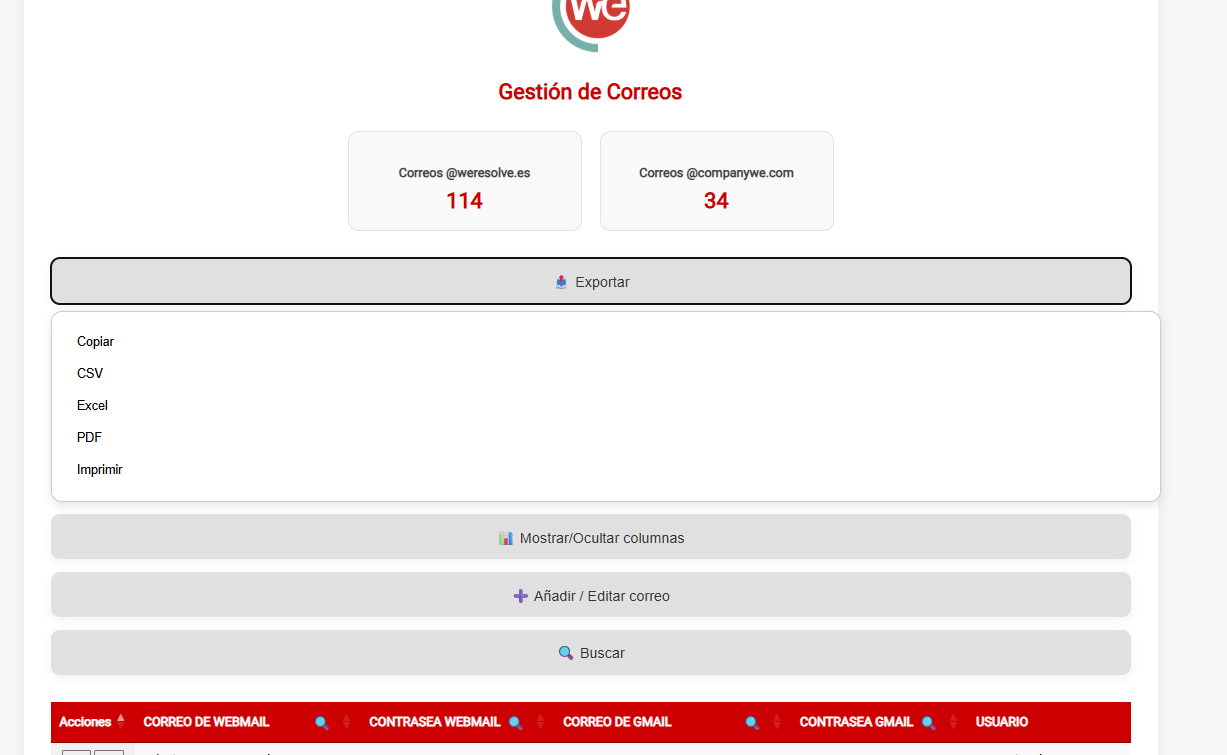 we
Gestión de Correos
Correos @weresolve.es
114
Correos @companywe.com
34
Exportar
Copiar
CSV
Excel
PDF
Imprimir
Mostrar/Ocultar columnas
Añadir / Editar correo
Buscar
Acciones CORREO DE WEBMAIL CONTRASEA WEBMAIL CORREO DE GMAIL CONTRASEA GMAIL USUARIO